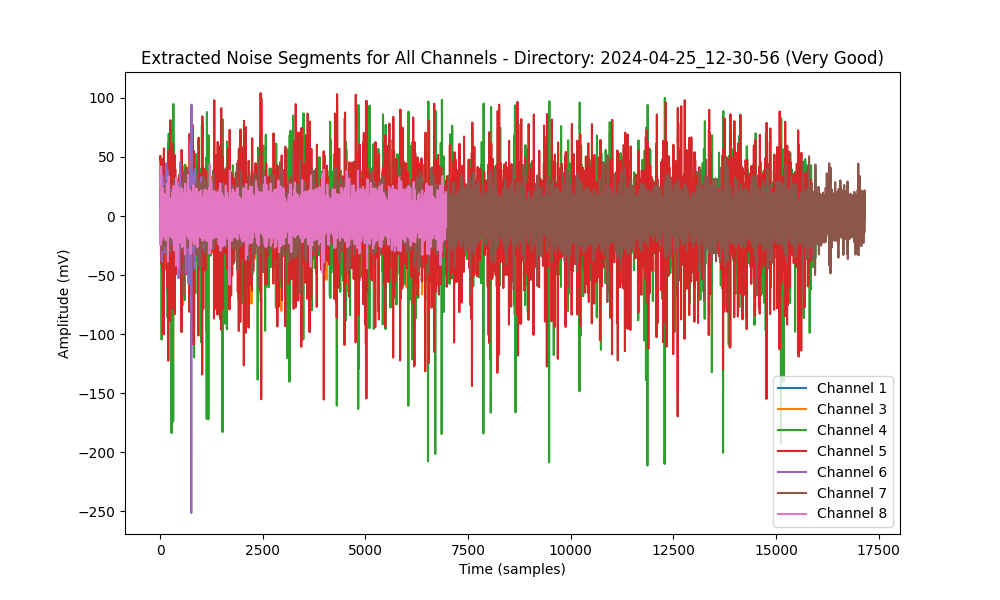 Extracted Noise Segments for All Channels - Directory: 2024-04-25_12-30-56 (Very Good)
100
50
0
−50
−100
−150
−200
−250
Amplitude (mV)
Channel 1
Channel 3
Channel 4
Channel 5
Channel 6
Channel 7
Channel 8
0 2500 5000 7500 10000 12500 15000 17500
Time (samples)